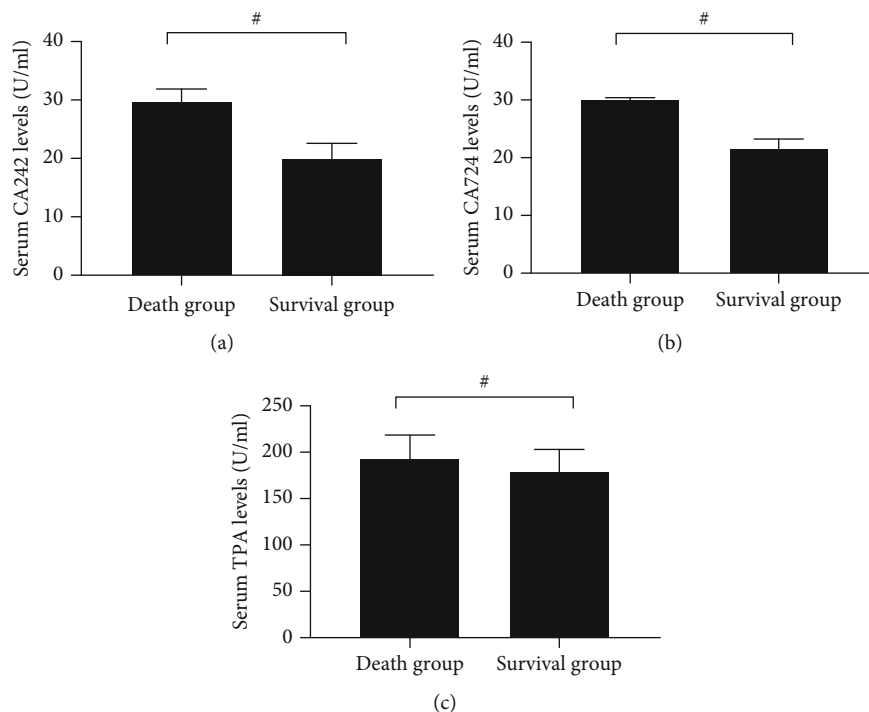 #
40
30
20
10
0
Serum CA242 levels (U/ml)
Death group
Survival group
(a)
#
40
30
20
10
0
Serum CA724 levels (U/ml)
Death group
Survival group
(b)
#
250
200
150
100
50
0
Serum TPA levels (U/ml)
Death group
Survival group
(c)